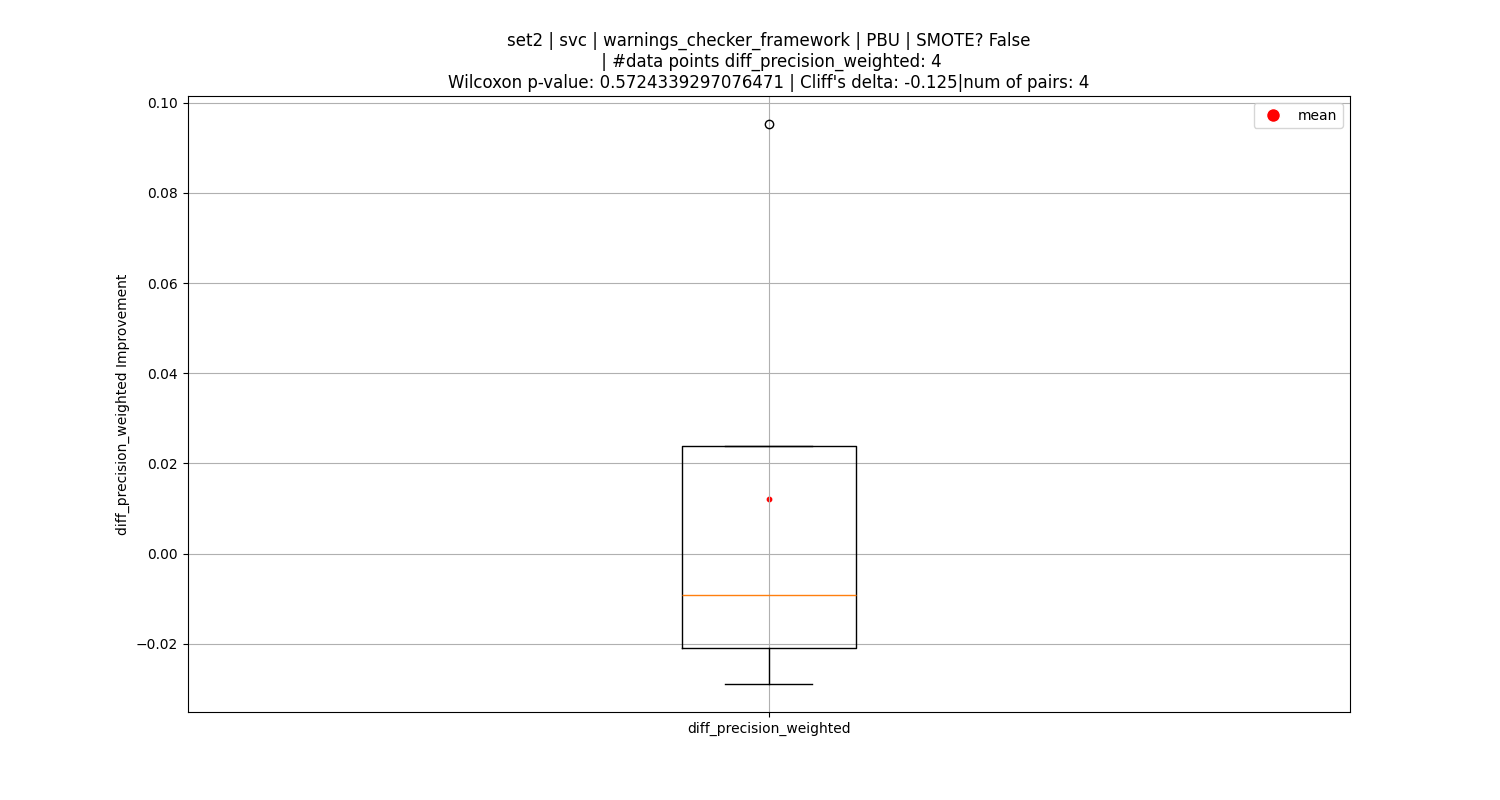 set2 | svc | warnings_checker_framework | PBU | SMOTE? False
| #data points diff_precision_weighted: 4
Wilcoxon p-value: 0.5724339297076471 | Cliff's delta: -0.125|num of pairs: 4
mean
0.10
0.08
0.06
0.04
0.02
0.00
−0.02
diff_precision_weighted Improvement
diff_precision_weighted